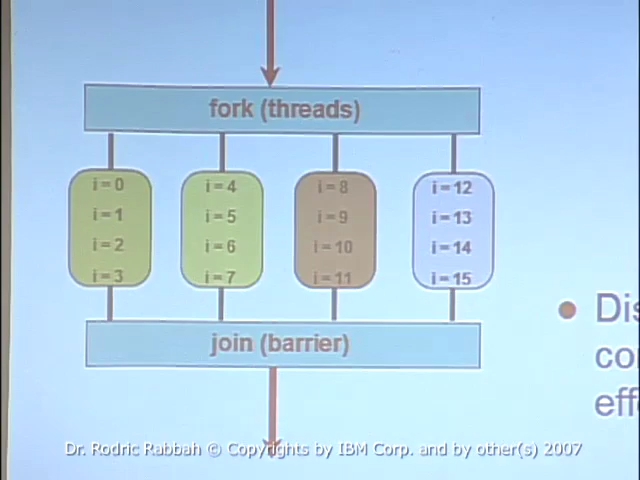 fork (threads)
i = 0
i = 1
i = 2
i = 3
i = 4
i = 5
i = 6
i = 7
i = 8
i = 9
i = 10
i = 11
i = 12
i = 13
i = 14
i = 15
join (barrier)
Dr. Rodric Rabbah © Copyrights by IBM Corp. and by other(s) 2007